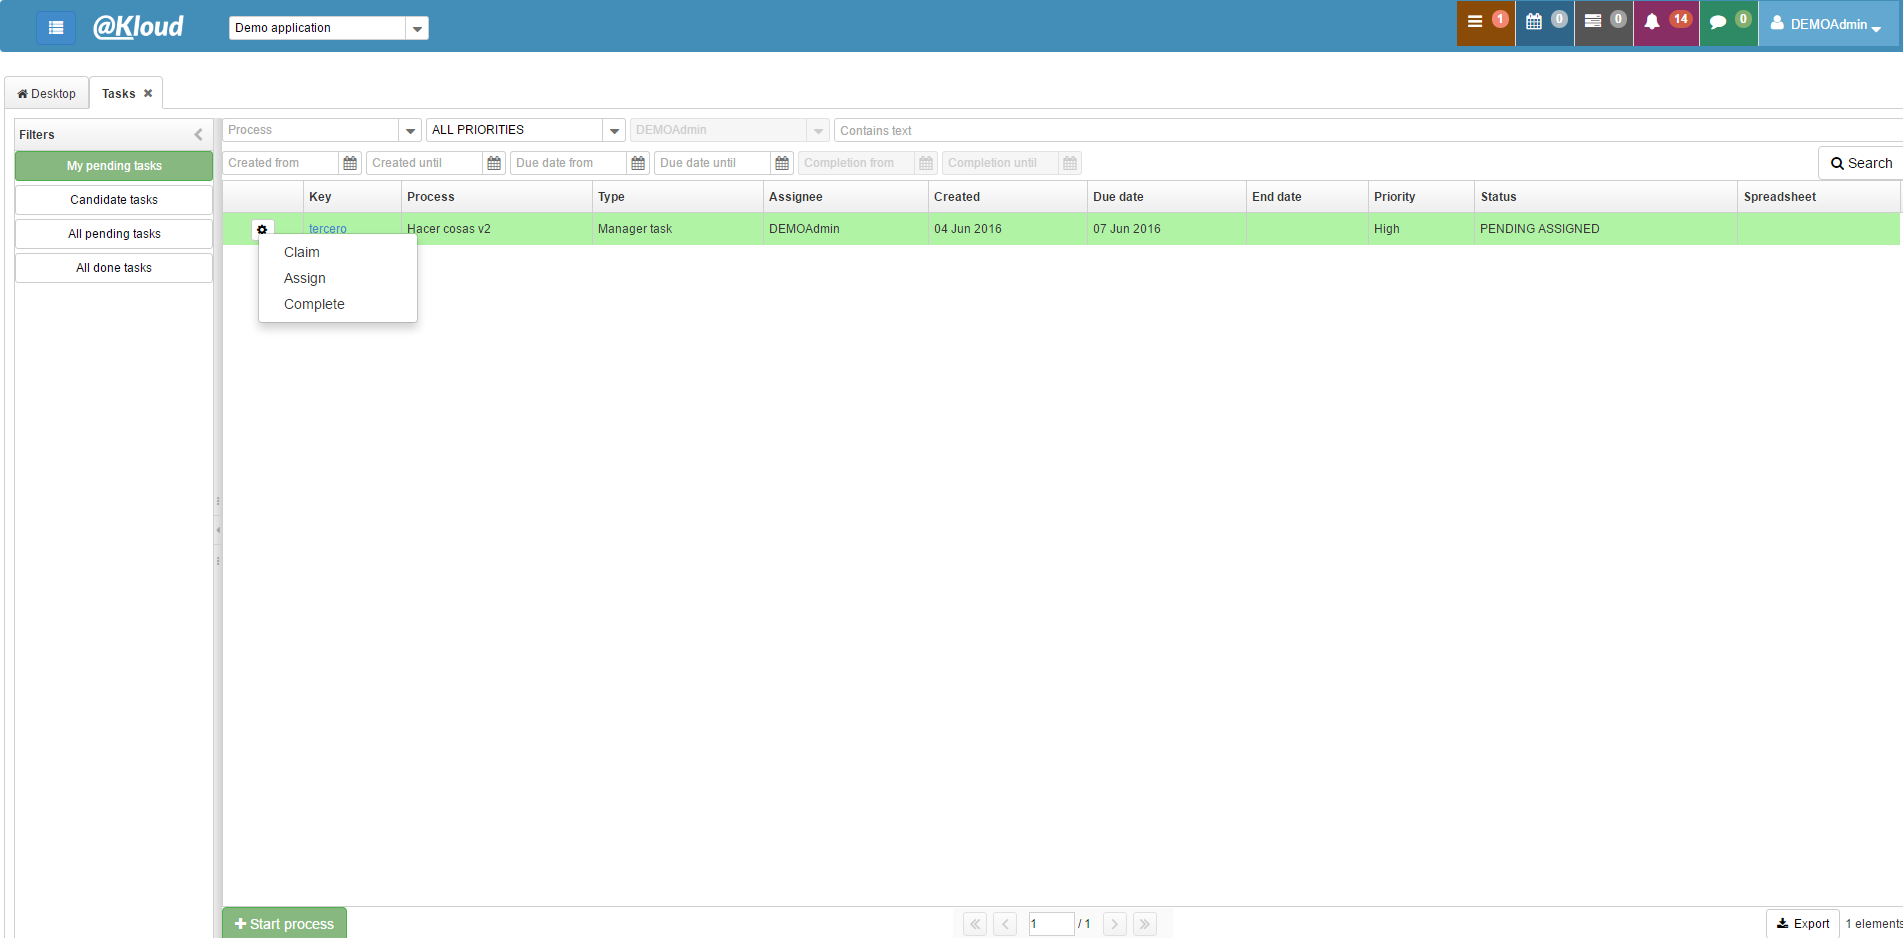 @Kloud Demo application 1 0 0 14 0 DEMOAdmin
Desktop Tasks
Filters Process ALL PRIORITIES DEMOAdmin Contains text
My pending tasks Created from Created until Due date from Due date until Completion from Completion until Search
Candidate tasks Key Process Type Assignee Created Due date End date Priority Status Spreadsheet
All pending tasks tercero Hacer cosas v2 Manager task DEMOAdmin 04 Jun 2016 07 Jun 2016 High PENDING ASSIGNED
Claim
All done tasks Assign
Complete
Start process 1 / 1 Export 1 elements